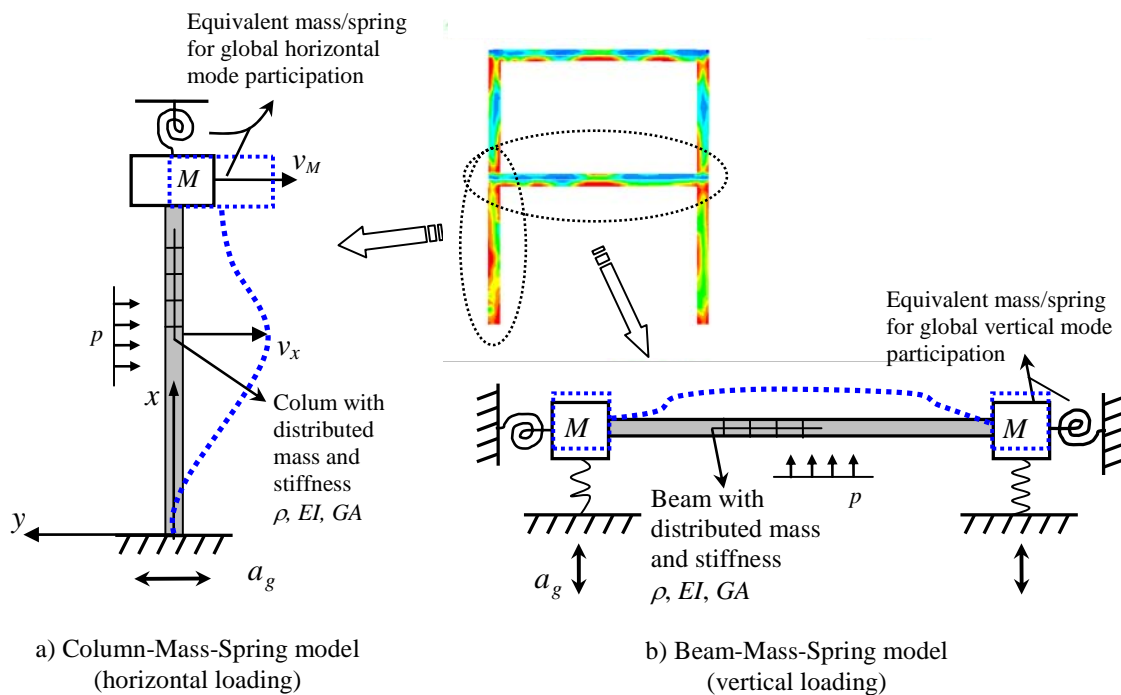 Equivalent mass/spring
for global horizontal
mode participation
M
v_M
p
v_x
x
Colum with
distributed
mass and
stiffness
ρ, EI, GA
y
a_g
a) Column-Mass-Spring model
(horizontal loading)
Equivalent mass/spring
for global vertical mode
participation
M
M
p
Beam with
distributed mass
and stiffness
ρ, EI, GA
a_g
b) Beam-Mass-Spring model
(vertical loading)